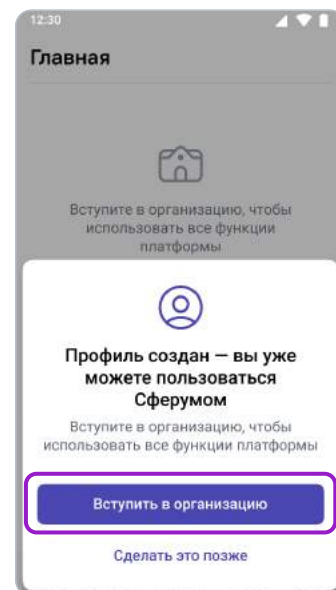 12:30
Главная
Вступите в организацию, чтобы
использовать все функции
платформы
Профиль создан — вы уже
можете пользоваться
Сферумом
Вступите в организацию, чтобы
использовать все функции платформы
Вступить в организацию
Сделать это позже